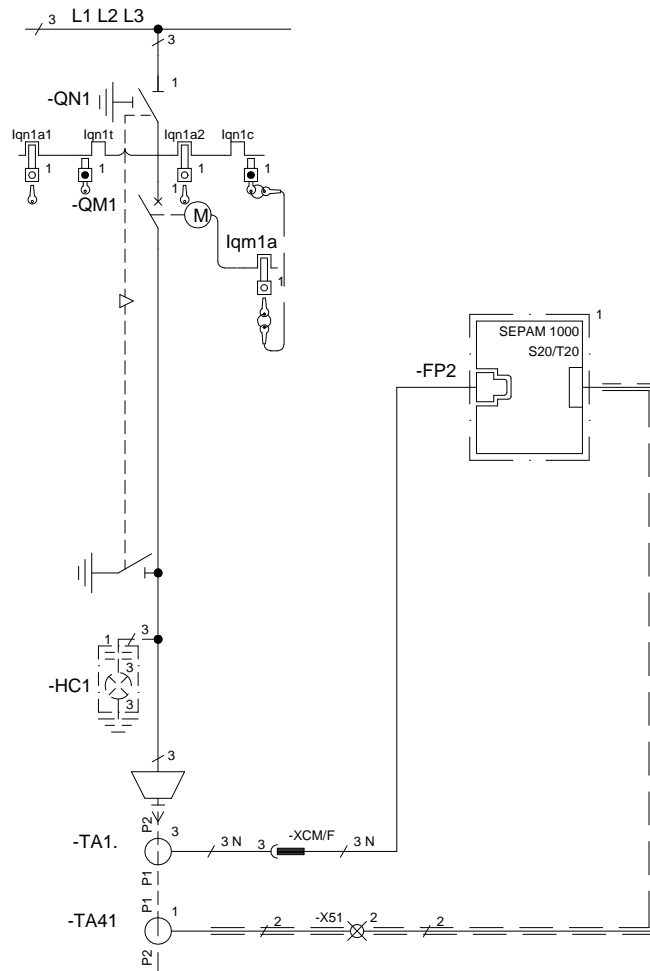 3 L1 L2 L3
3
1
-QN1
Iqn1a1 Iqn1t Iqn1a2 Iqn1c
1 1 1 1
-QM1 1
M
Iqm1a
1
1
SEPAM 1000
S20/T20
-FP2
1 3
3
-HC1
3
3
P2
3
-TA1.
3 N 3 -XCM/F 3 N
P1
P1
1
-TA41
2 -X51 2 2
P2